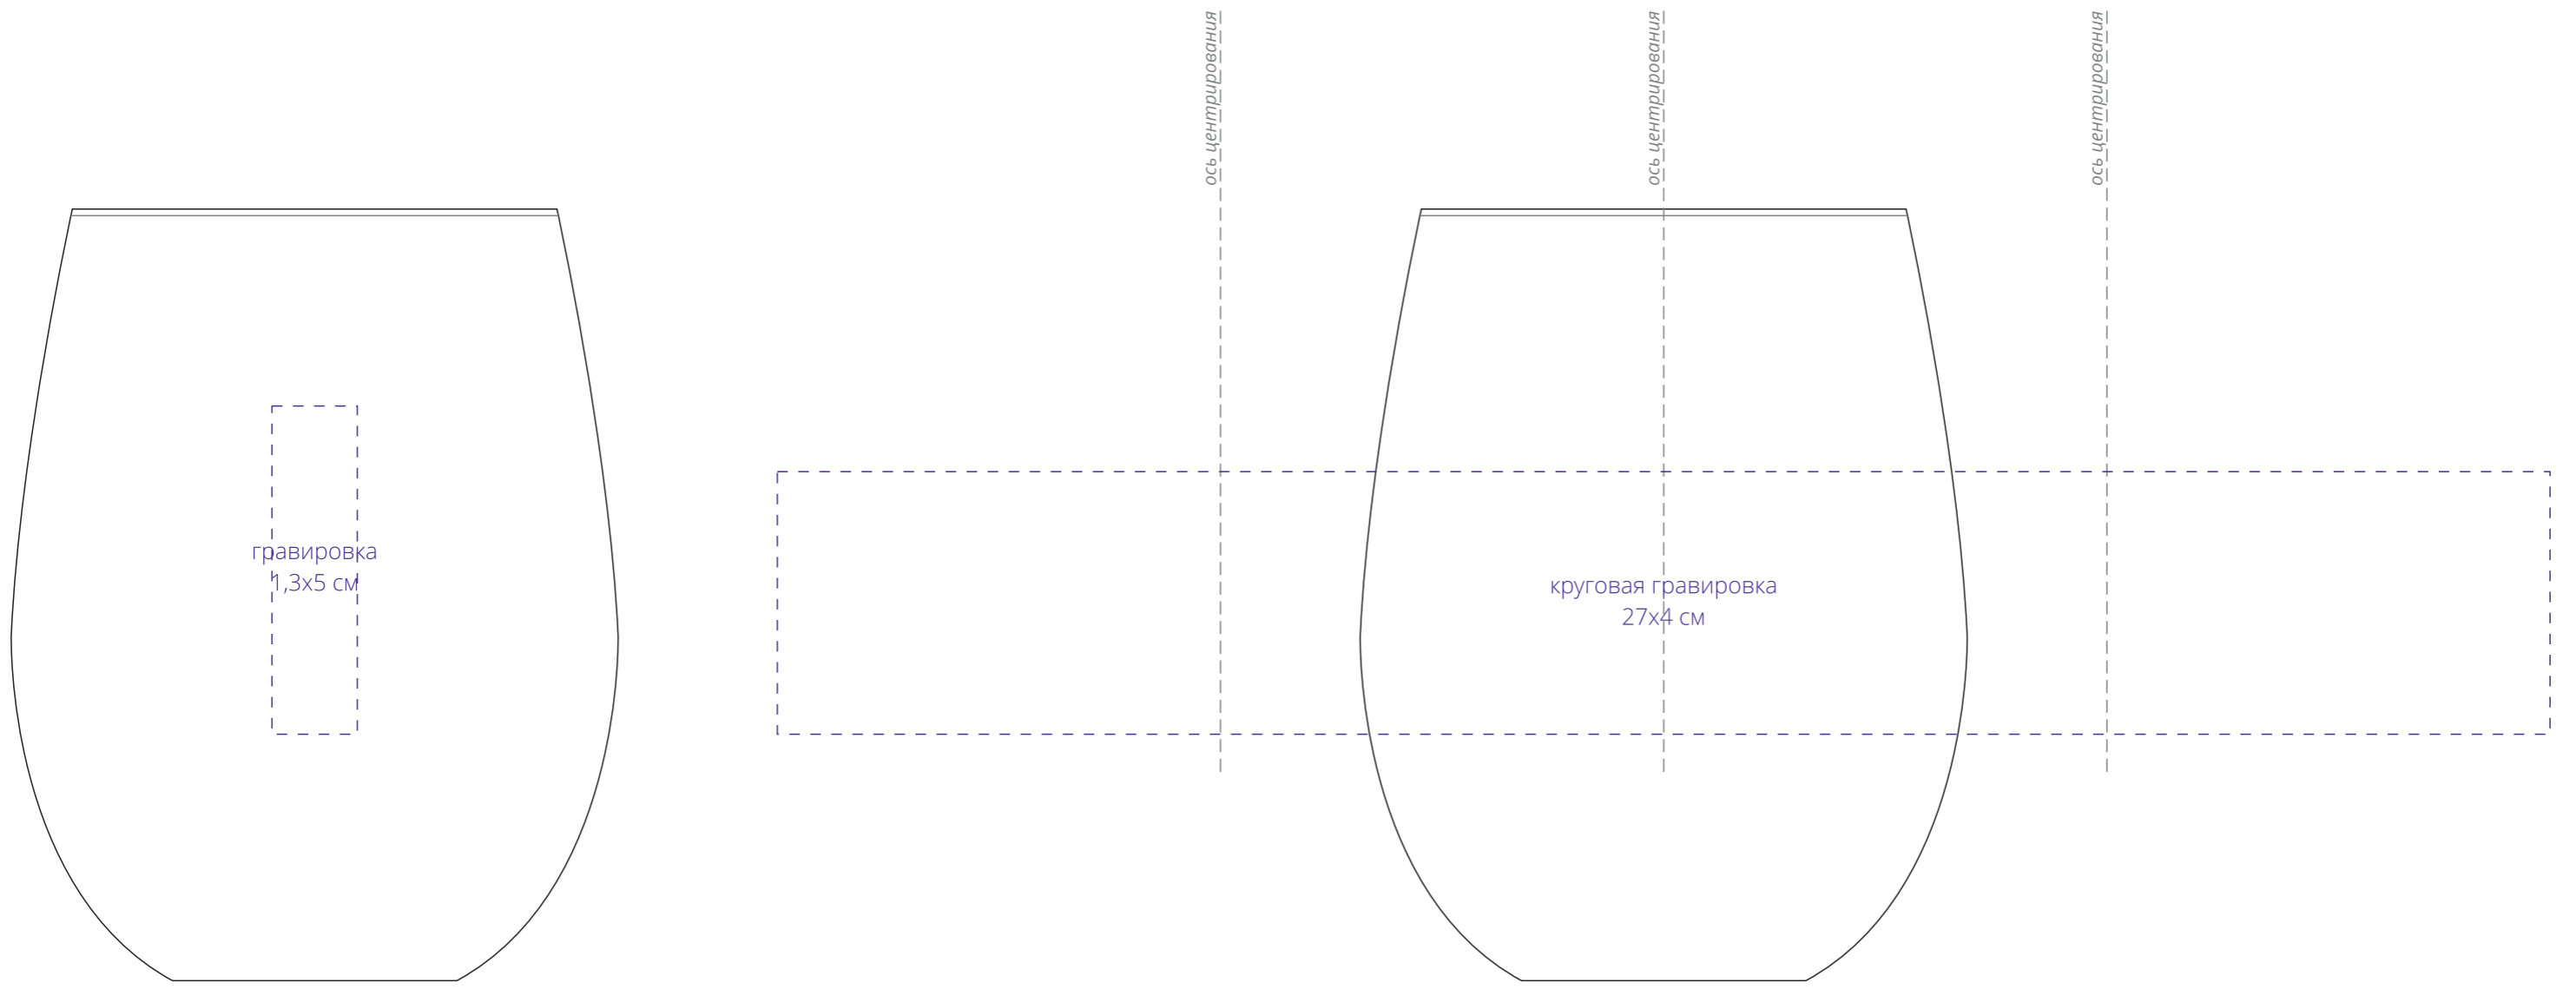 ось центрирования
ось центрирования
ось центрирования
гравировка
1,3х5 см
круговая гравировка
27х4 см